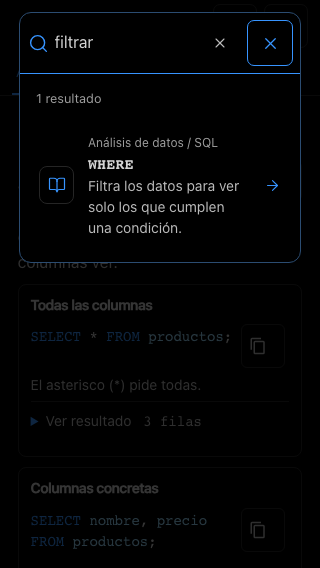 filtrar
1 resultado
Análisis de datos / SQL
WHERE
Filtra los datos para ver
solo los que cumplen
una condición.
columnas ver.
Todas las columnas
SELECT * FROM productos;
El asterisco (*) pide todas.
Ver resultado 3 filas
Columnas concretas
SELECT nombre, precio
FROM productos;